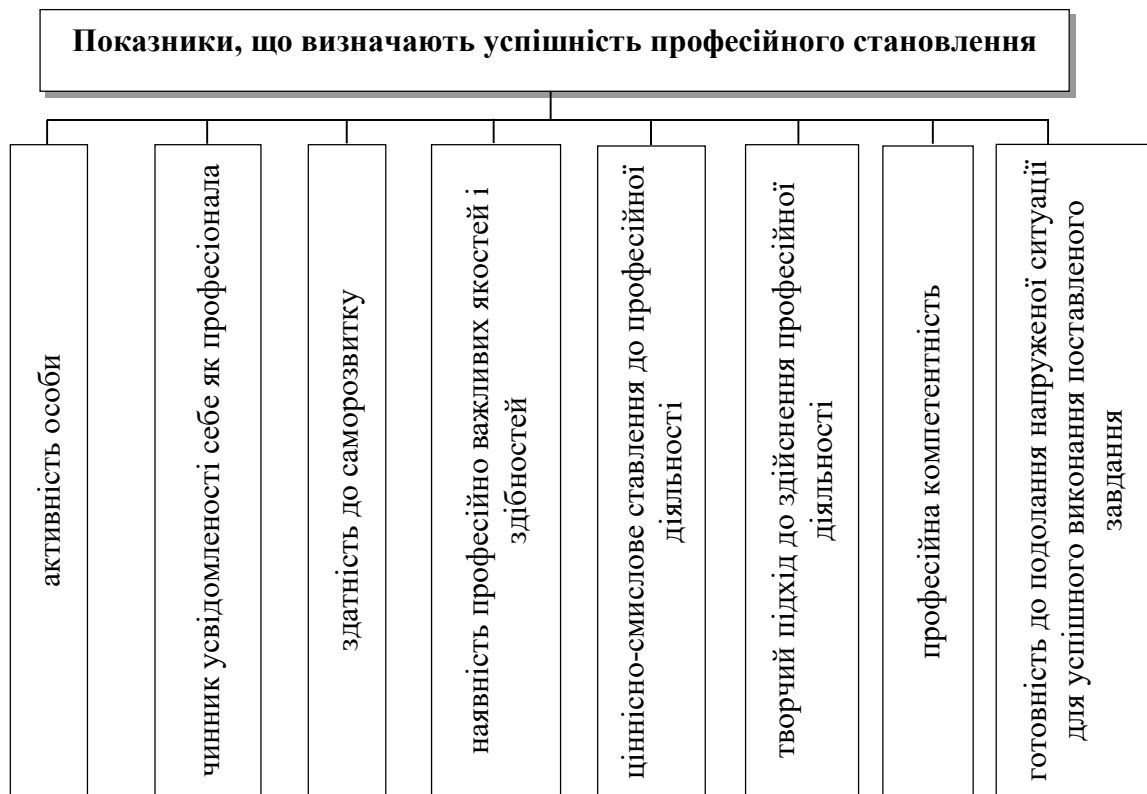 Показники, що визначають успішність професійного становлення
активність особи
чинник усвідомленості себе як професіонала
здатність до саморозвитку
наявність професійно важливих якостей і
здібностей
ціннісно-смислове ставлення до професійної
діяльності
творчий підхід до здійснення професійної
діяльності
професійна компетентність
готовність до подолання напруженої ситуації
для успішного виконання поставленого
завдання